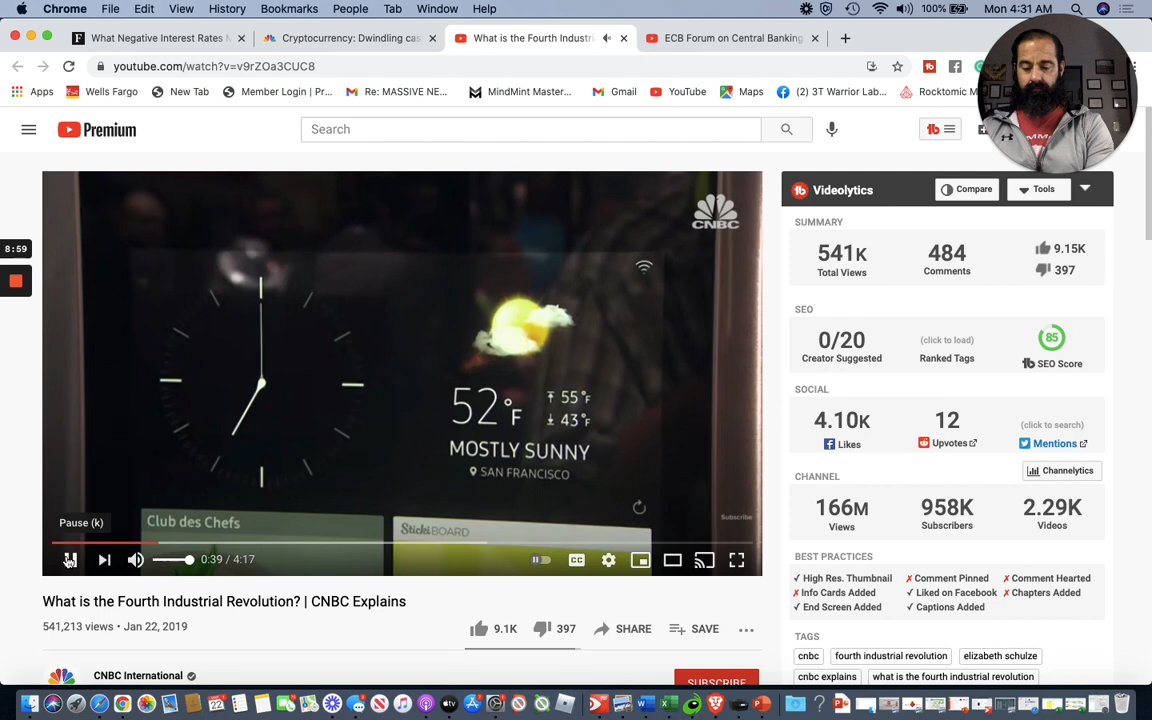 Chrome File Edit View History Bookmarks People Tab Window Help 100% Mon 4:31 AM
What Negative Interest Rates M Cryptocurrency: Dwindling cas What is the Fourth Industri ECB Forum on Central Banking
youtube.com/watch?v=v9rZOa3CUC8
Apps Wells Fargo New Tab Member Login | Pr... Re: MASSIVE NE... MindMint Master... Gmail YouTube Maps (2) 3T Warrior Lab... Rocktomic M
Premium Search
CNBC
8:59
52°F 55°F
43°F
MOSTLY SUNNY
SAN FRANCISCO
Subscribe
Club des Chefs StickiBOARD
Pause (k)
0:39 / 4:17 CC
What is the Fourth Industrial Revolution? | CNBC Explains
541,213 views • Jan 22, 2019 9.1K 397 SHARE SAVE
CNBC International
SUBSCRIBE
Videolytics Compare Tools
SUMMARY
541K 484 9.15K
Total Views Comments 397
SEO
0/20 (click to load) 85
Creator Suggested Ranked Tags SEO Score
SOCIAL
4.10K 12 (click to search)
Likes Upvotes Mentions
Channelytics
CHANNEL
166M 958K 2.29K
Views Subscribers Videos
BEST PRACTICES
✓ High Res. Thumbnail ✗ Comment Pinned ✗ Comment Hearted
✗ Info Cards Added ✓ Liked on Facebook ✗ Chapters Added
✓ End Screen Added ✓ Captions Added
TAGS
cnbc fourth industrial revolution elizabeth schulze
cnbc explains what is the fourth industrial revolution